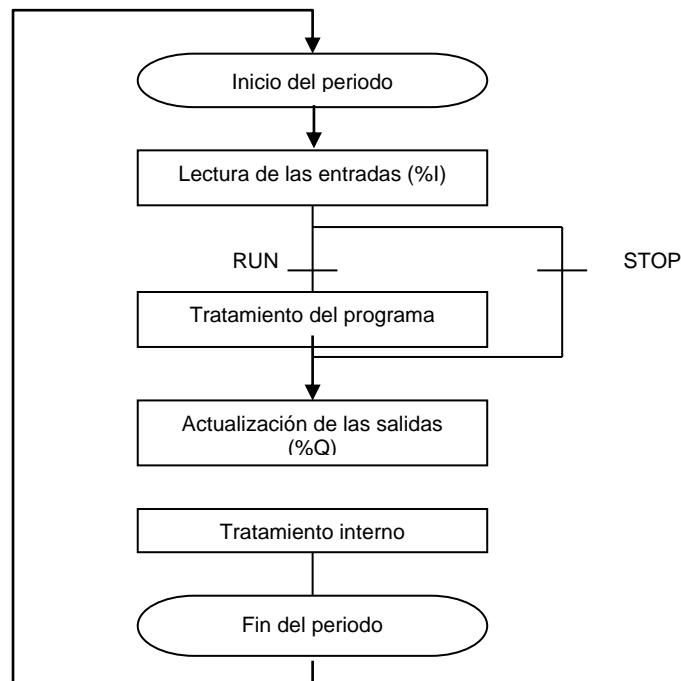 Inicio del periodo
Lectura de las entradas (%I)
RUN
STOP
Tratamiento del programa
Actualización de las salidas
(%Q)
Tratamiento interno
Fin del periodo